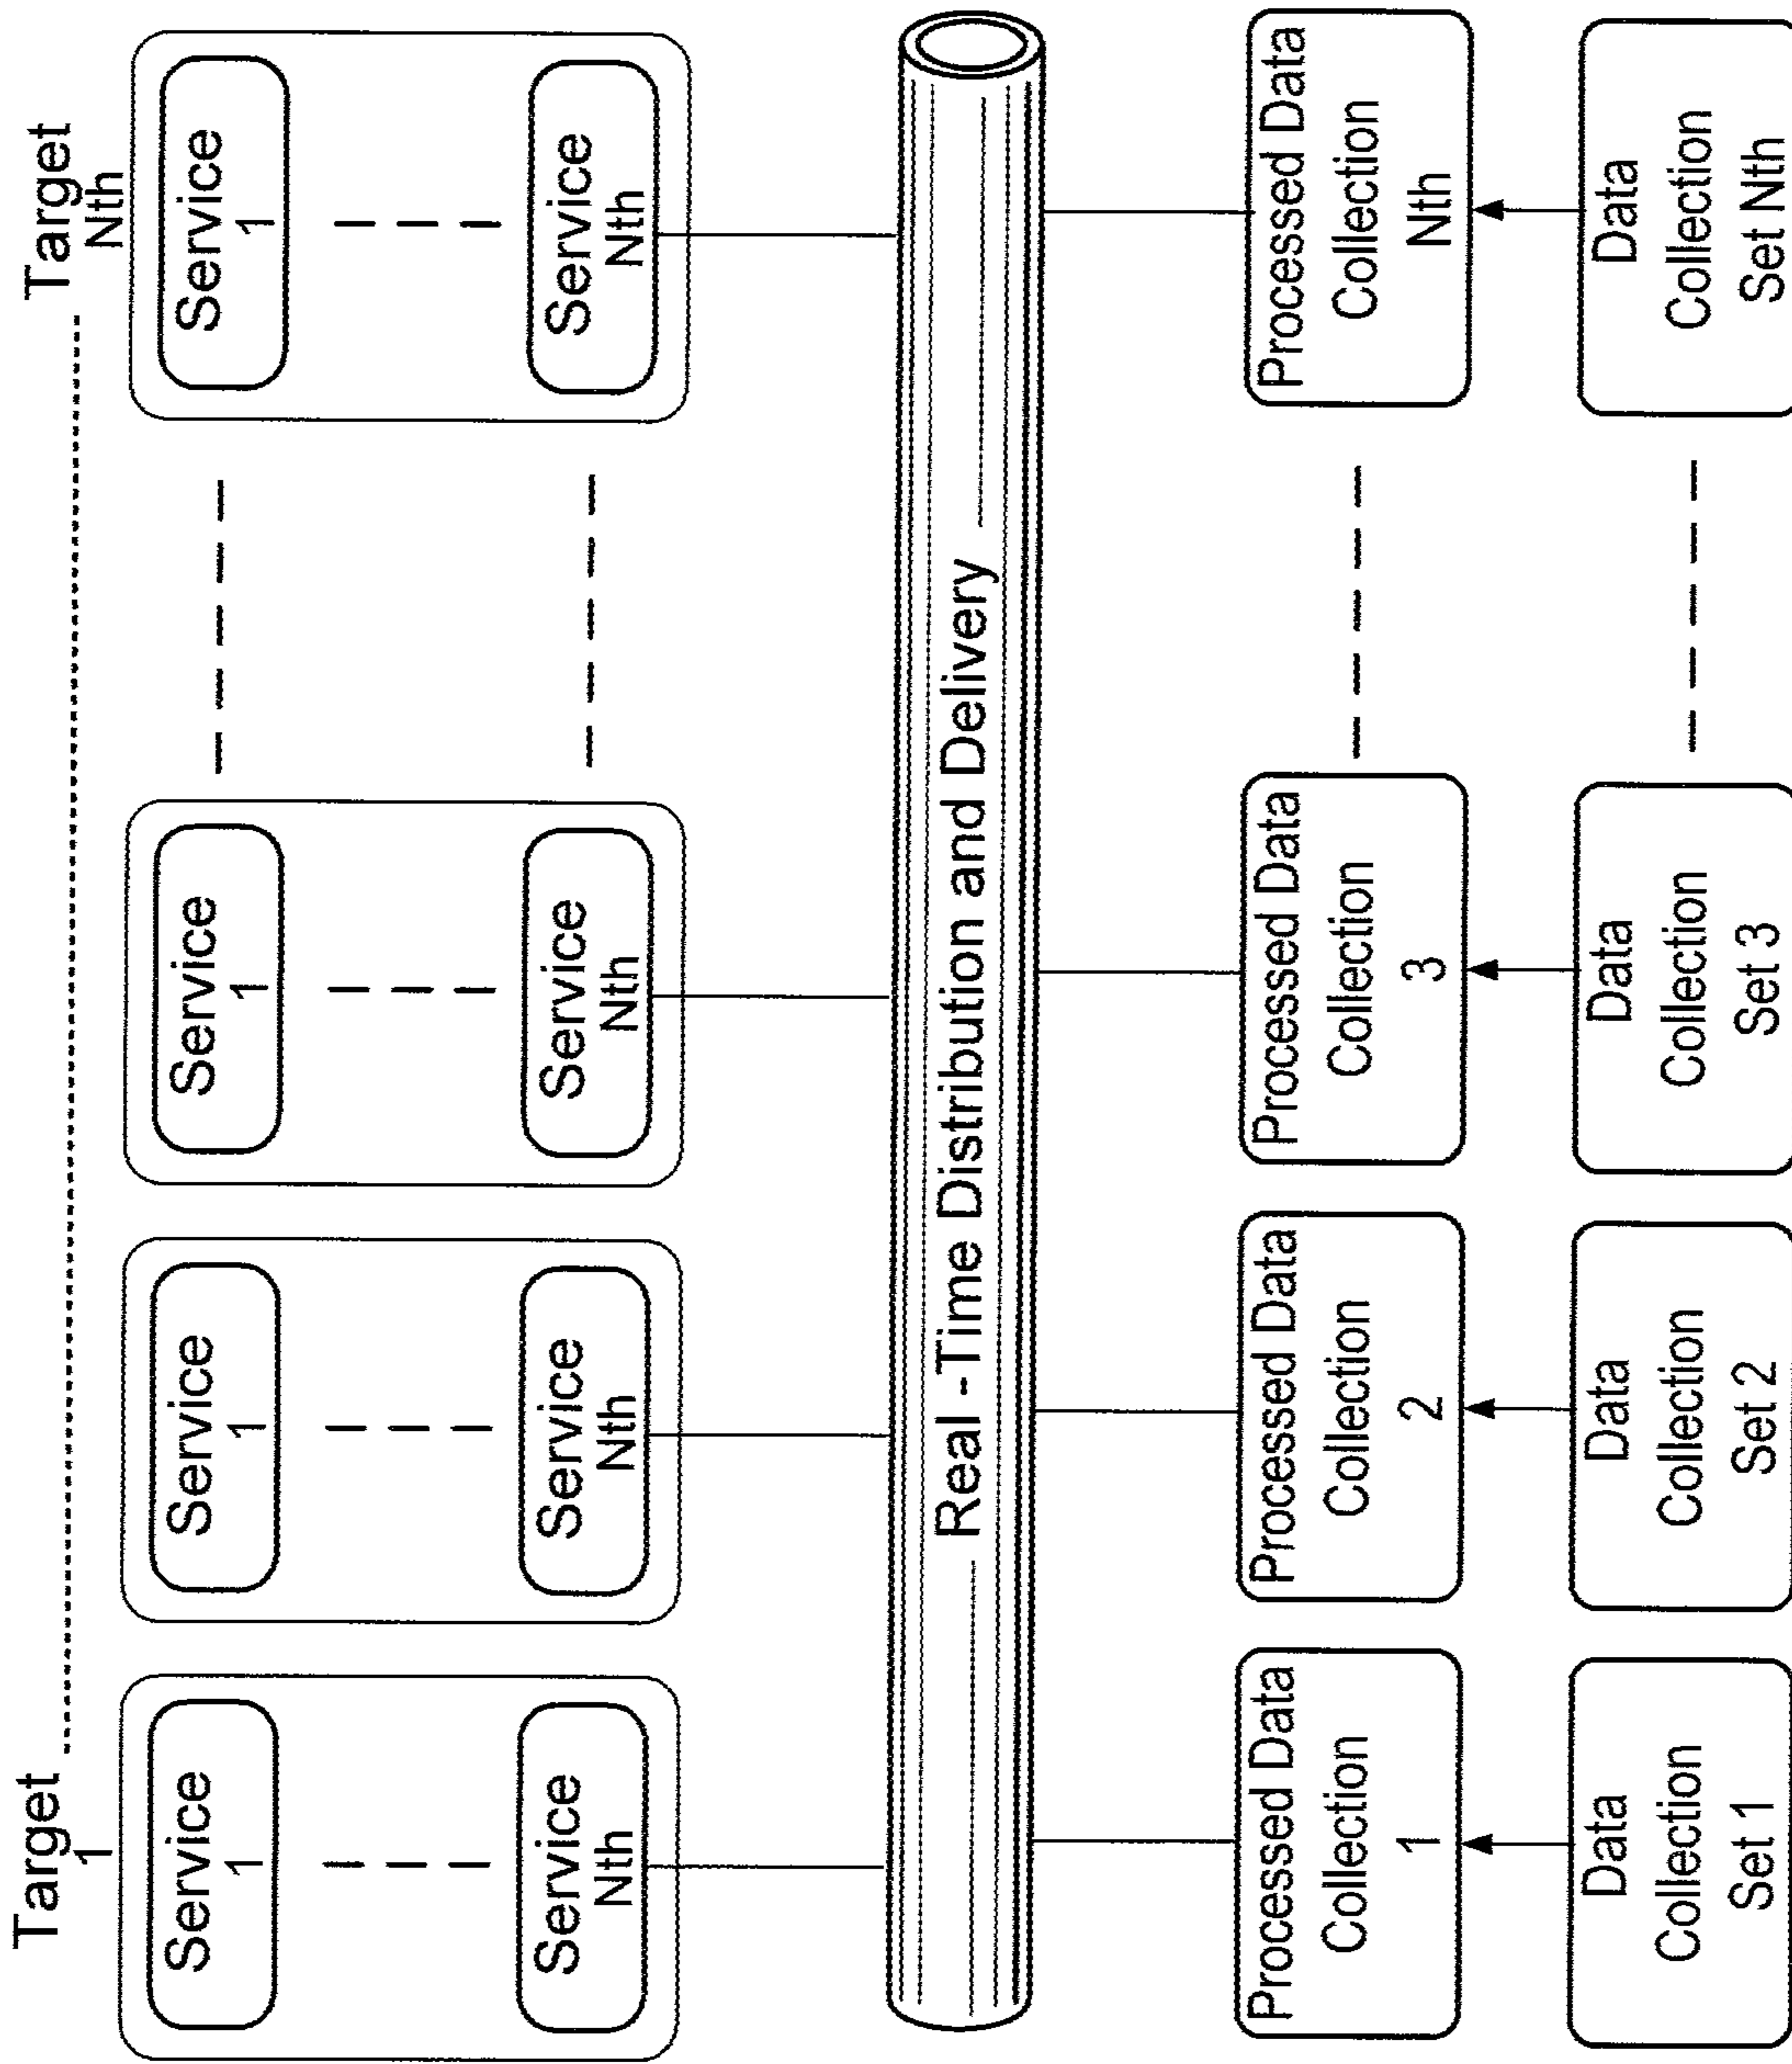 Target
1
Target
Nth
Service
1
Service
1
Service
1
Service
1
Service
Nth
Service
Nth
Service
Nth
Service
Nth
Real -Time Distribution and Delivery
Processed Data
Collection
1
Processed Data
Collection
2
Processed Data
Collection
3
Processed Data
Collection
Nth
Data
Collection
Set 1
Data
Collection
Set 2
Data
Collection
Set 3
Data
Collection
Set Nth